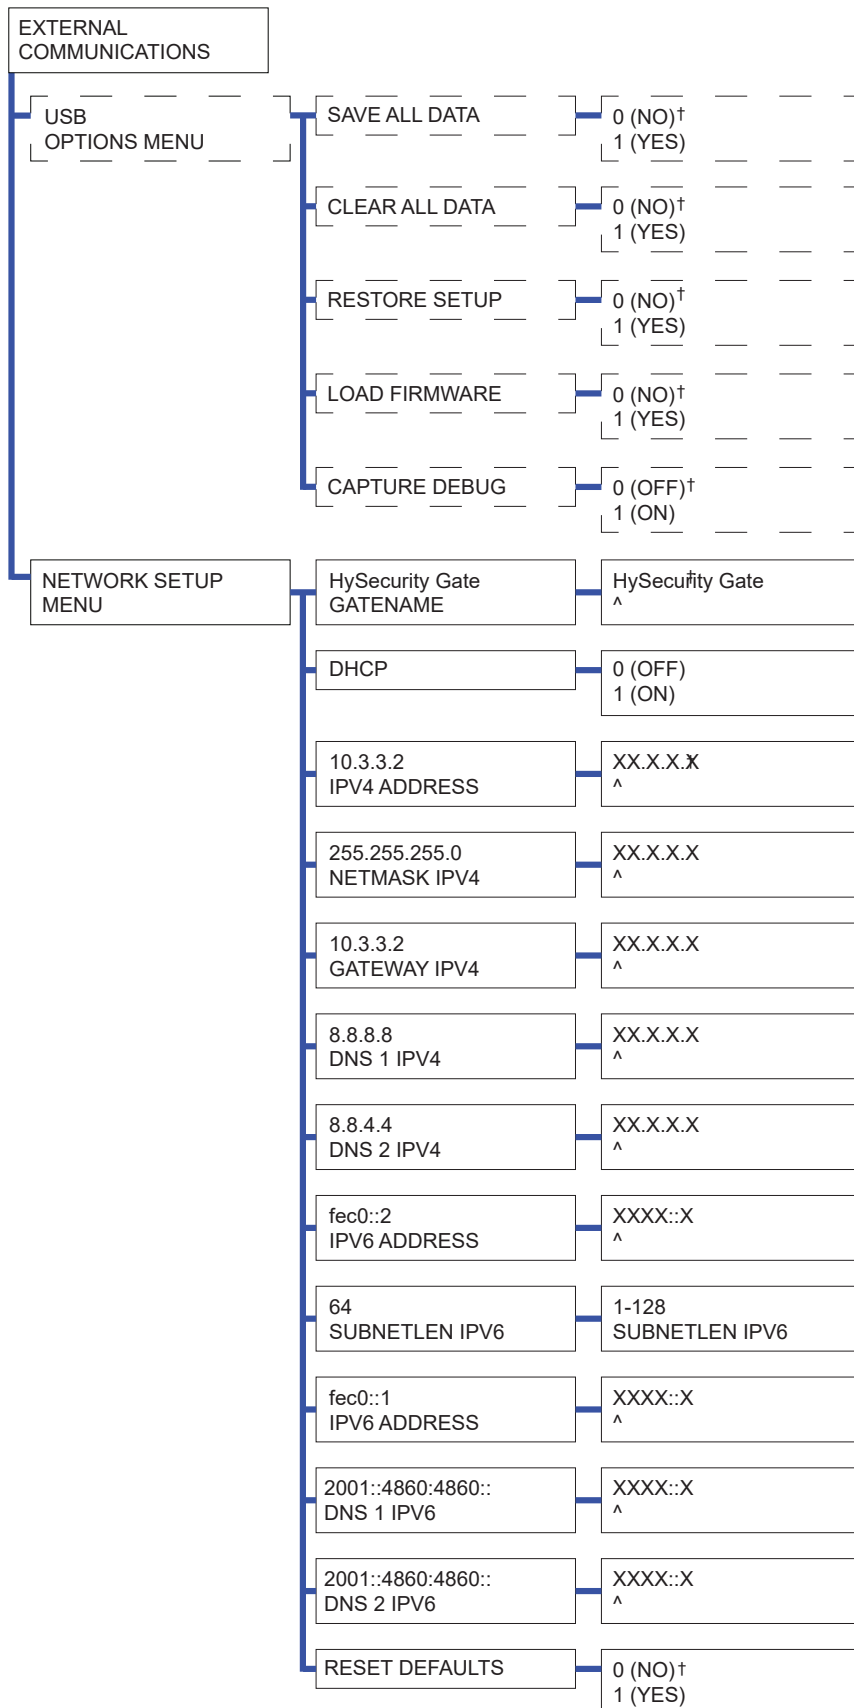 EXTERNAL
COMMUNICATIONS
USB
OPTIONS MENU
SAVE ALL DATA
0 (NO)†
1 (YES)
CLEAR ALL DATA
0 (NO)†
1 (YES)
RESTORE SETUP
0 (NO)†
1 (YES)
LOAD FIRMWARE
0 (NO)†
1 (YES)
CAPTURE DEBUG
0 (OFF)†
1 (ON)
NETWORK SETUP
MENU
HySecurity Gate
GATENAME
HySecurity Gate†
^
DHCP
0 (OFF)
1 (ON)
10.3.3.2
IPV4 ADDRESS
XX.X.X.X†
^
255.255.255.0
NETMASK IPV4
XX.X.X.X
^
10.3.3.2
GATEWAY IPV4
XX.X.X.X
^
8.8.8.8
DNS 1 IPV4
XX.X.X.X
^
8.8.4.4
DNS 2 IPV4
XX.X.X.X
^
fec0::2
IPV6 ADDRESS
XXXX::X
^
64
SUBNETLEN IPV6
1-128
SUBNETLEN IPV6
fec0::1
IPV6 ADDRESS
XXXX::X
^
2001::4860:4860::
DNS 1 IPV6
XXXX::X
^
2001::4860:4860::
DNS 2 IPV6
XXXX::X
^
RESET DEFAULTS
0 (NO)†
1 (YES)